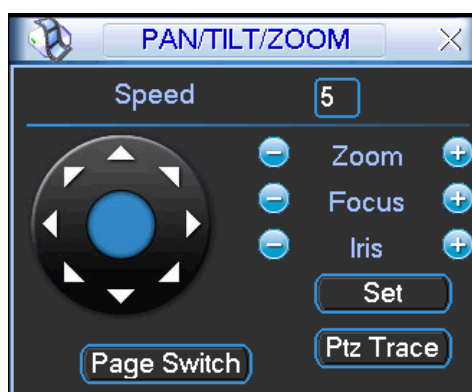 PAN/TILT/ZOOM
Speed 5
Zoom
Focus
Iris
Set
Ptz Trace
Page Switch